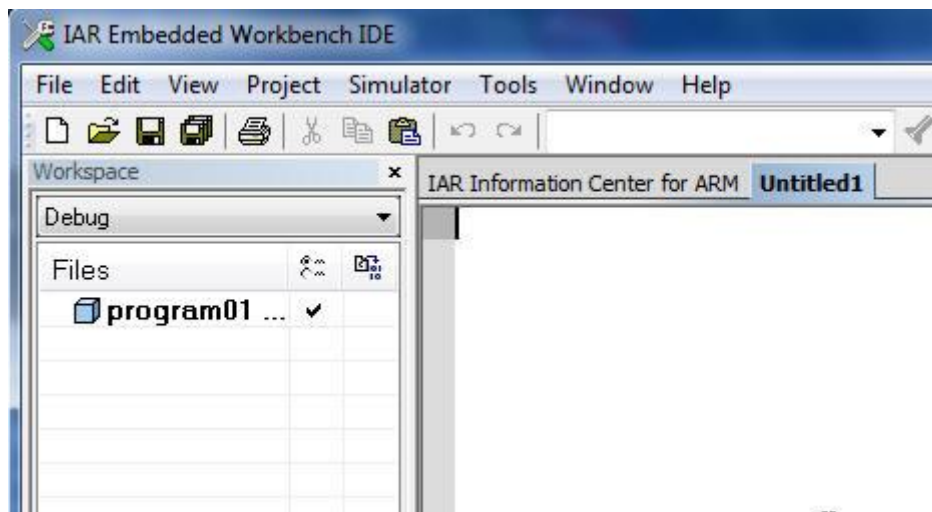 IAR Embedded Workbench IDE
File Edit View Project Simulator Tools Window Help
Workspace
IAR Information Center for ARM Untitled1
Debug
Files
program01 ...